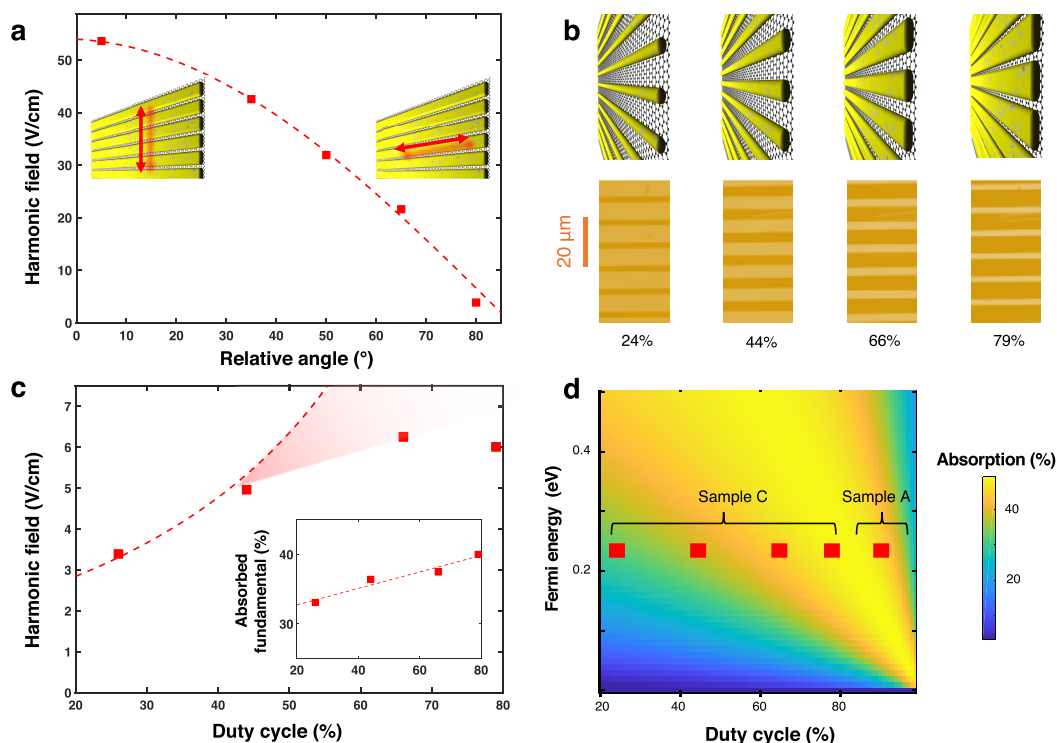 a
Harmonic field (V/cm)
50
40
30
20
10
0
0 10 20 30 40 50 60 70 80
Relative angle (°)
b
20 µm
24% 44% 66% 79%
c
Harmonic field (V/cm)
7
6
5
4
3
2
1
0
20 30 40 50 60 70 80
Duty cycle (%)
Absorbed
fundamental (%)
40
30
20 40 60 80
d
Fermi energy (eV)
0.4
0.2
0
20 40 60 80
Duty cycle (%)
Sample C Sample A
Absorption (%)
40
20